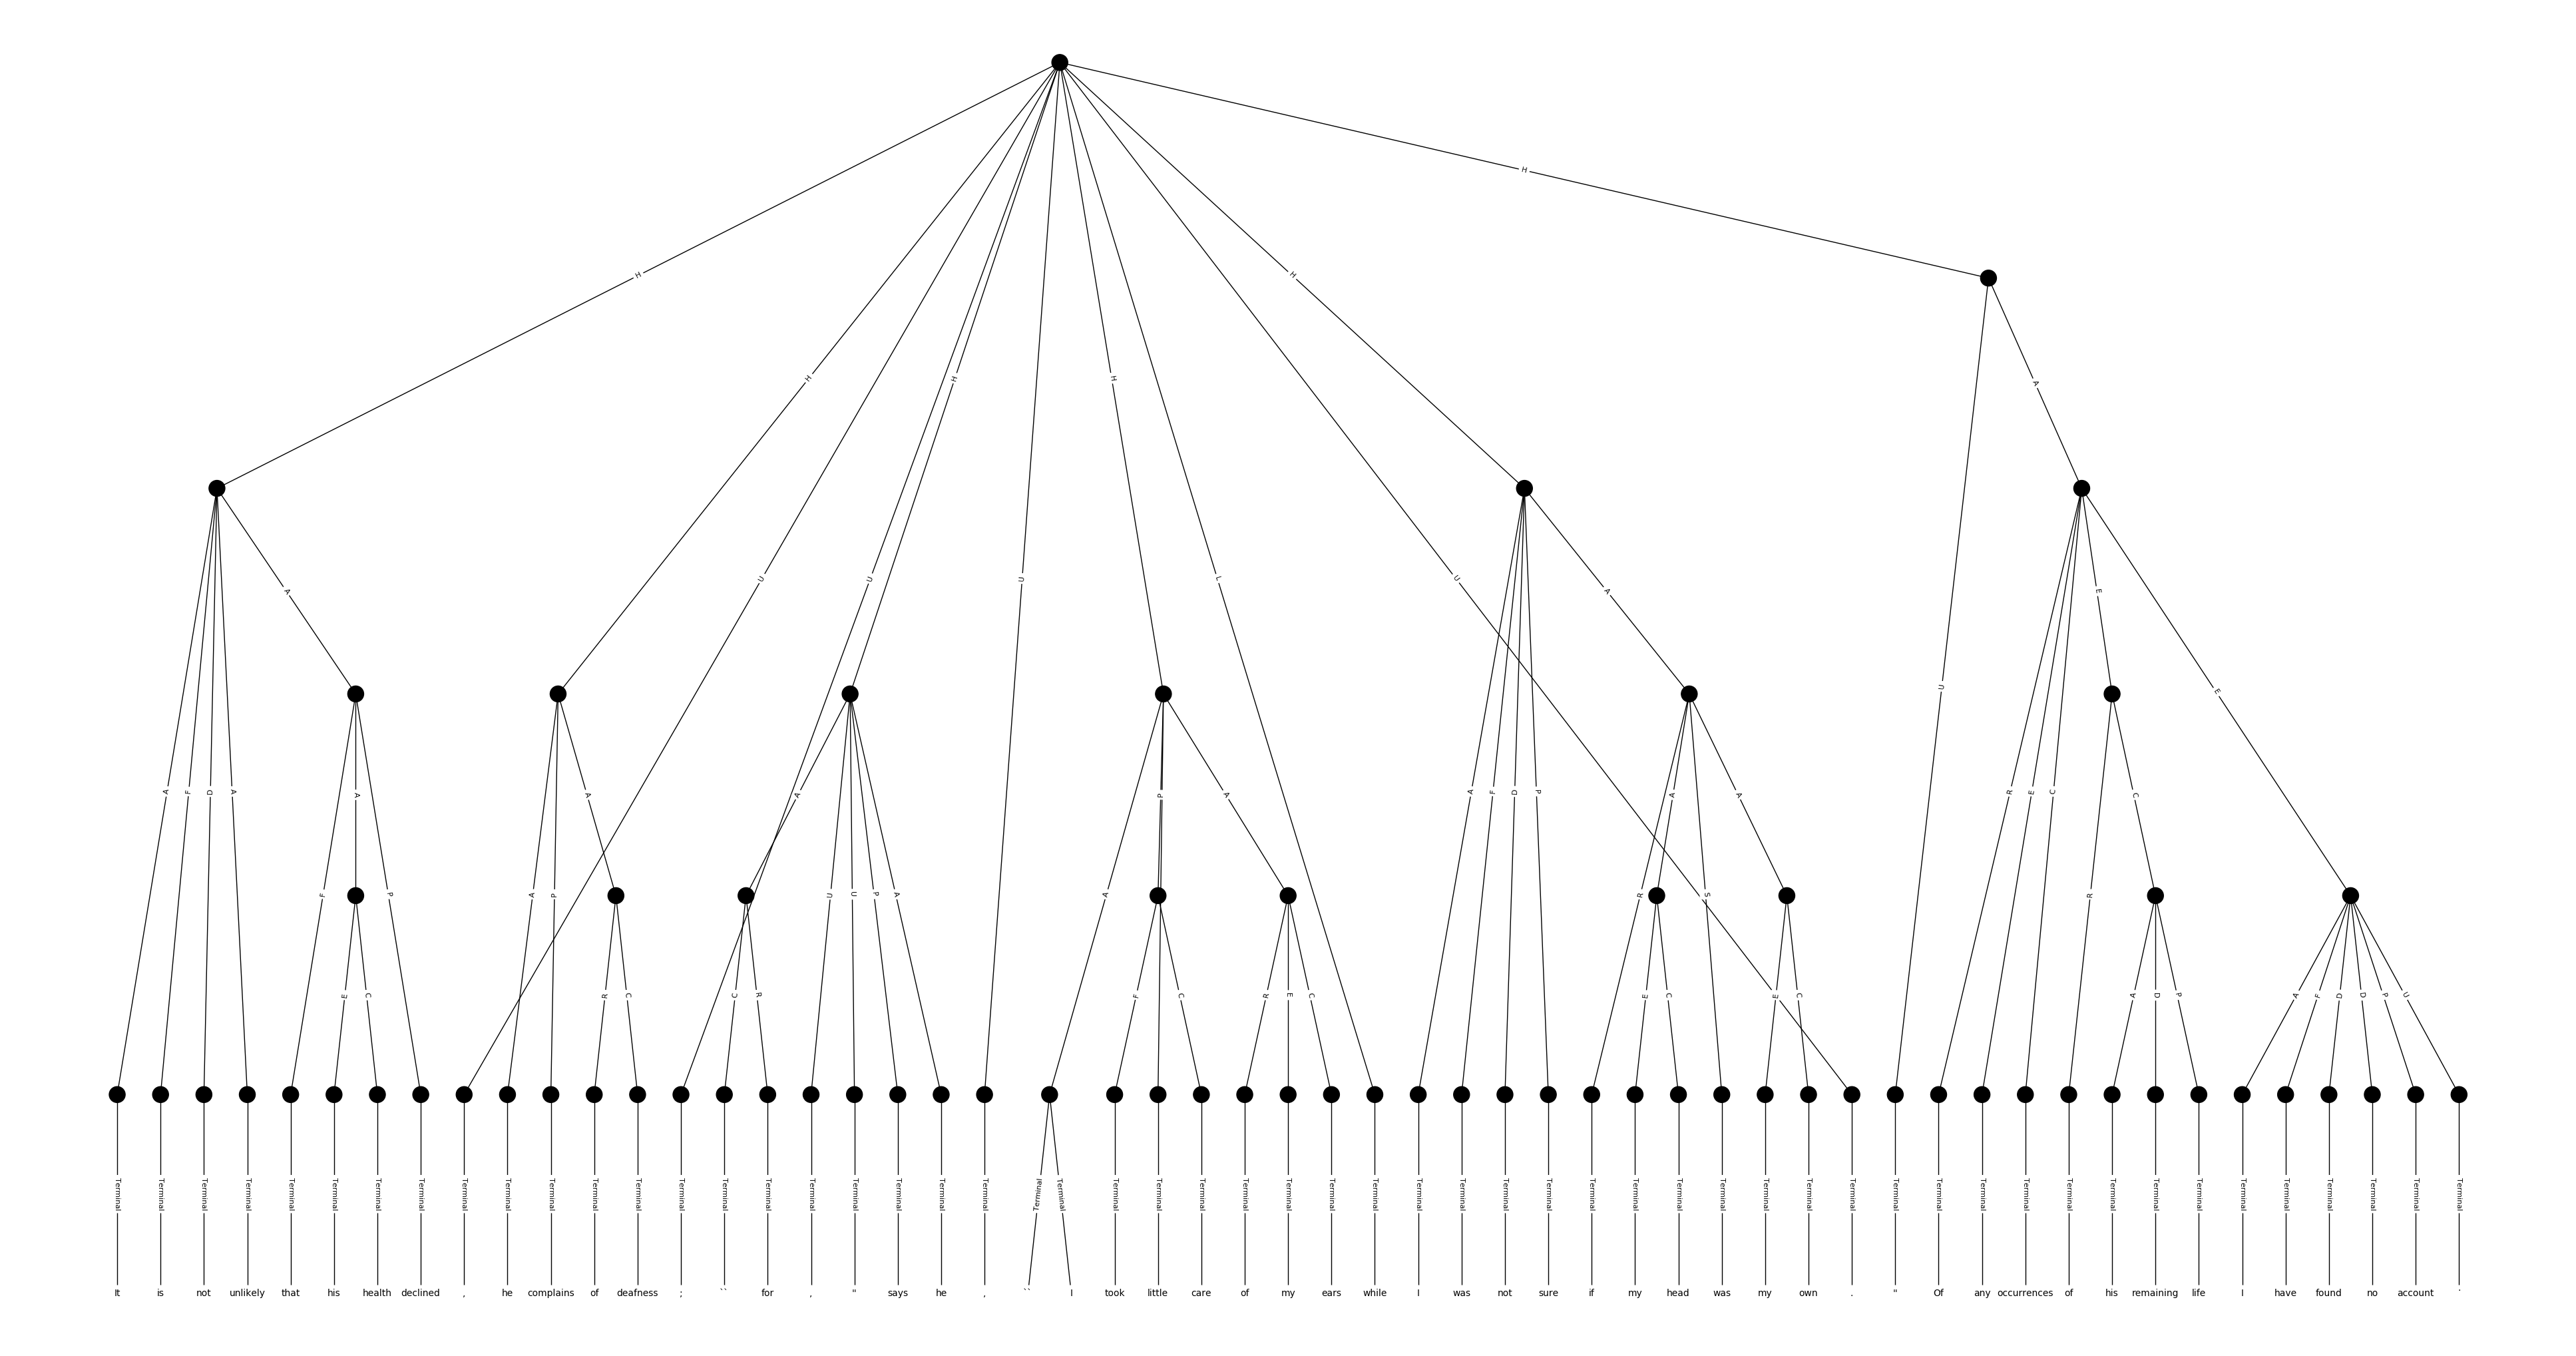 H
H
H
H
H
A
A
U
U
U
L
U
A
E
E
U
A
F
D
A
A
A
A
P
A
A
F
D
P
A
A
R
E
C
C
F
P
A
P
U
U
P
A
A
R
S
R
E
C
R
C
C
R
F
C
R
E
C
E
C
E
C
A
D
P
A
F
D
D
P
U
Terminal Terminal Terminal Terminal Terminal Terminal Terminal Terminal Terminal Terminal Terminal Terminal Terminal Terminal Terminal Terminal Terminal Terminal Terminal Terminal Terminal Terminal Terminal Terminal Terminal Terminal Terminal Terminal Terminal Terminal Terminal Terminal Terminal Terminal Terminal Terminal Terminal Terminal Terminal Terminal Terminal Terminal Terminal Terminal Terminal Terminal Terminal Terminal Terminal Terminal Terminal Terminal Terminal Terminal Terminal
It is not unlikely that his health declined , he complains of deafness ; `` for , " says he , `` I took little care of my ears while I was not sure if my head was my own . " Of any occurrences of his remaining life I have found no account '